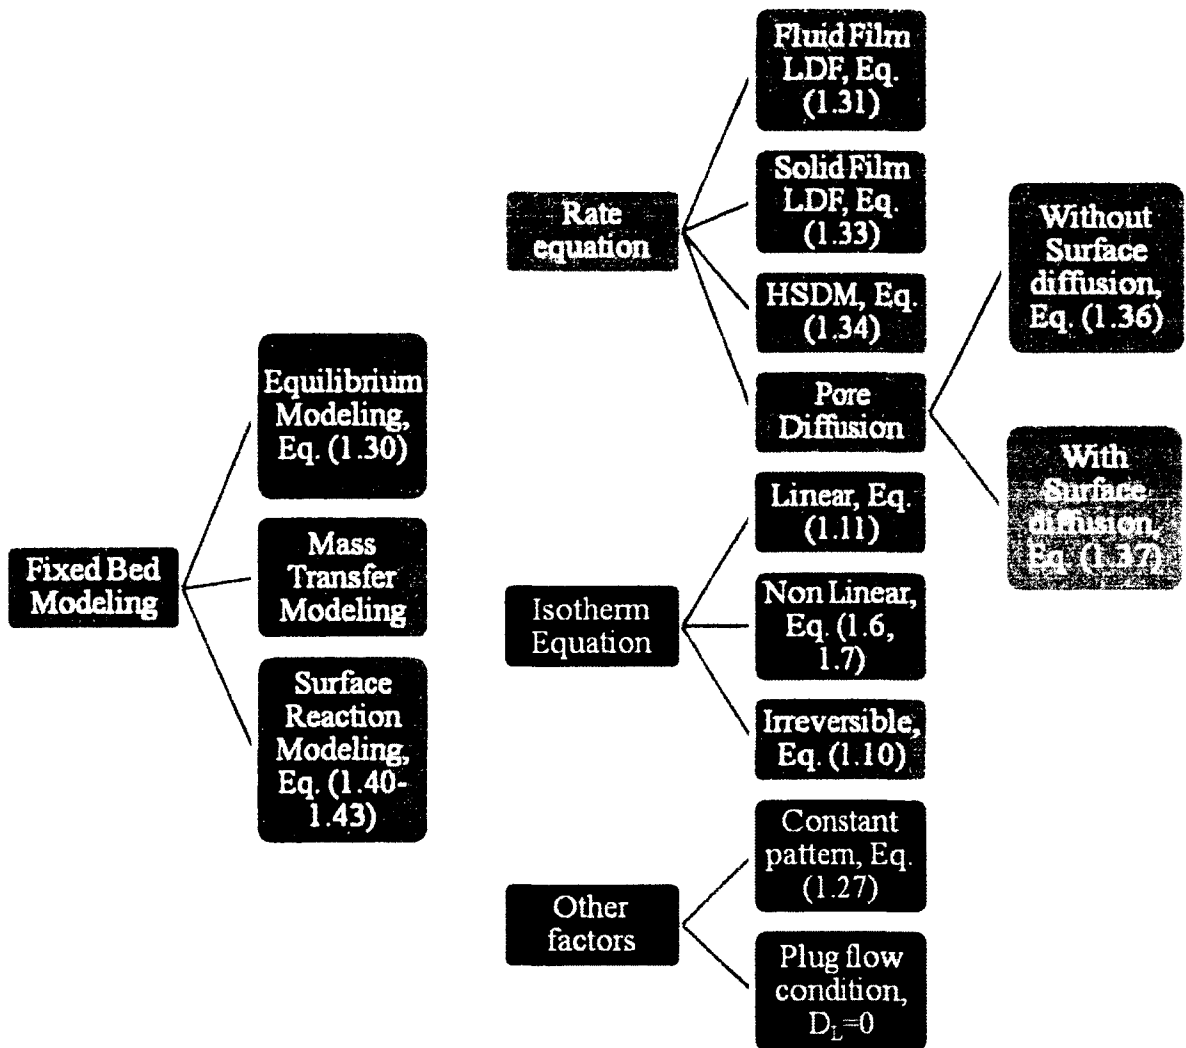 Fixed Bed
Modeling
Equilibrium
Modeling,
Eq. (1.30)
Mass
Transfer
Modeling
Surface
Reaction
Modeling,
Eq. (1.40-
1.43)
Rate
equation
Fluid Film
LDF, Eq.
(1.31)
Solid Film
LDF, Eq.
(1.33)
HSDM, Eq.
(1.34)
Pore
Diffusion
Without
Surface
diffusion,
Eq. (1.36)
With
Surface
diffusion,
Eq. (1.37)
Isotherm
Equation
Linear, Eq.
(1.11)
Non Linear,
Eq. (1.6,
1.7)
Irreversible,
Eq. (1.10)
Other
factors
Constant
pattern, Eq.
(1.27)
Plug flow
condition,
D_L=0